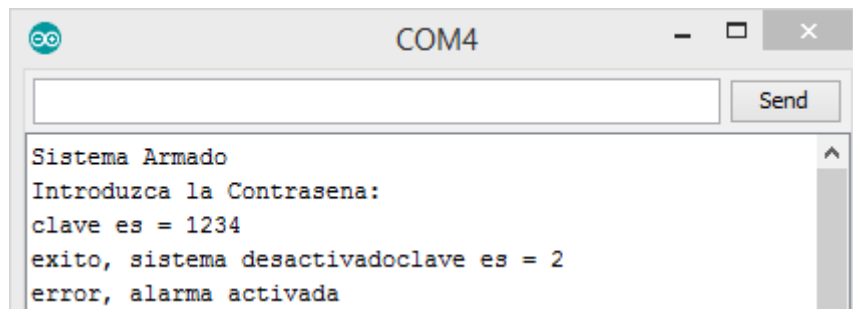 COM4
Send
Sistema Armado
Introduzca la Contrasena:
clave es = 1234
exito, sistema desactivadoclave es = 2
error, alarma activada